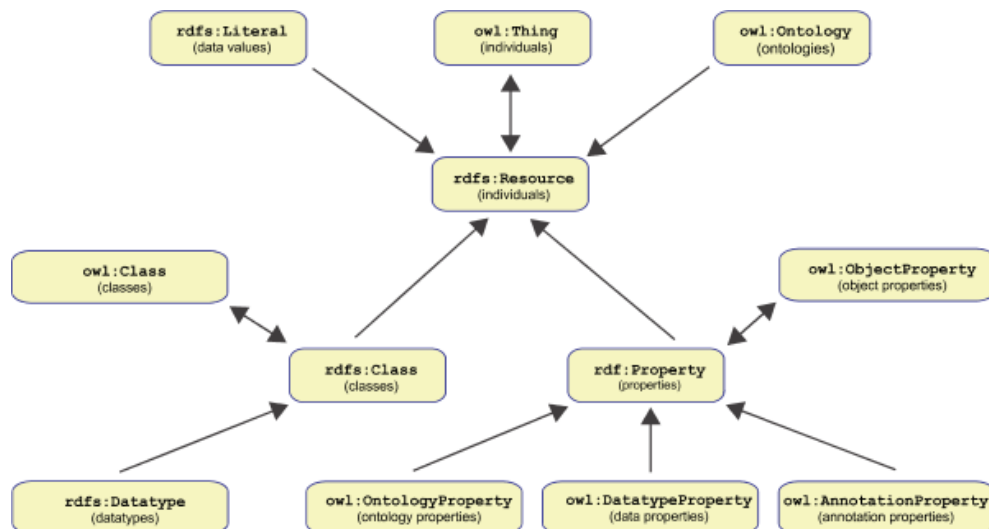 rdfs:Literal
(data values)
owl:Thing
(individuals)
owl:Ontology
(ontologies)
rdfs:Resource
(individuals)
owl:Class
(classes)
owl:ObjectProperty
(object properties)
rdfs:Class
(classes)
rdf:Property
(properties)
rdfs:Datatype
(datatypes)
owl:OntologyProperty
(ontology properties)
owl:DatatypeProperty
(data properties)
owl:AnnotationProperty
(annotation properties)